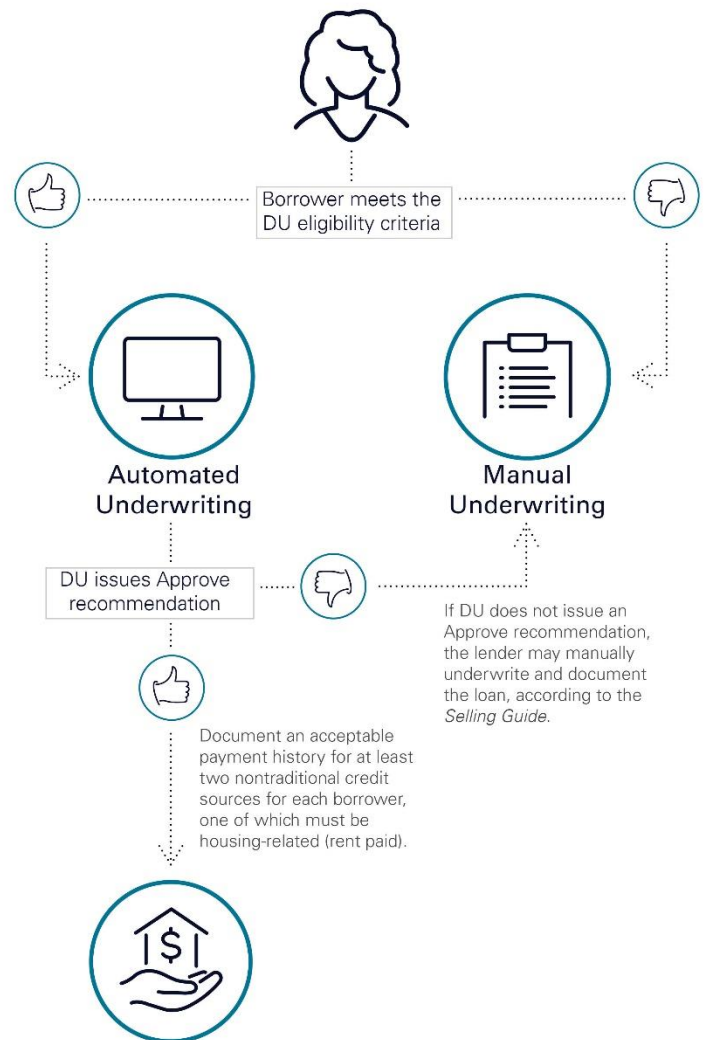 Borrower meets the
DU eligibility criteria
Automated
Underwriting
Manual
Underwriting
DU issues Approve
recommendation
If DU does not issue an
Approve recommendation,
the lender may manually
underwrite and document
the loan, according to the
Selling Guide.
Document an acceptable
payment history for at least
two nontraditional credit
sources for each borrower,
one of which must be
housing-related (rent paid).
$